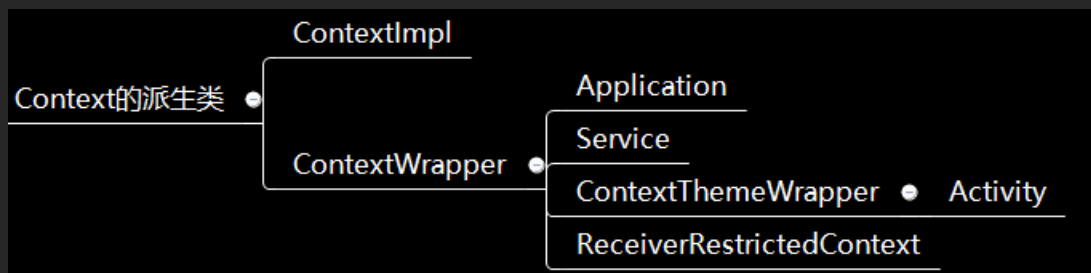 Context的派生类
ContextImpl
ContextWrapper
Application
Service
ContextThemeWrapper
Activity
ReceiverRestrictedContext